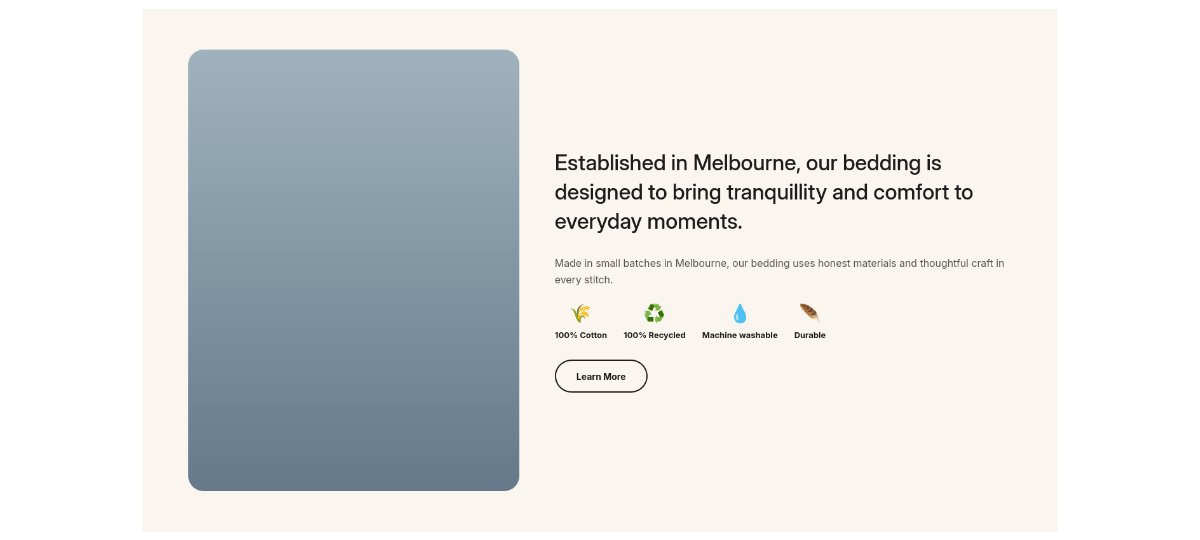 Established in Melbourne, our bedding is
designed to bring tranquillity and comfort to
everyday moments.
Made in small batches in Melbourne, our bedding uses honest materials and thoughtful craft in
every stitch.
100% Cotton
100% Recycled
Machine washable
Durable
Learn More